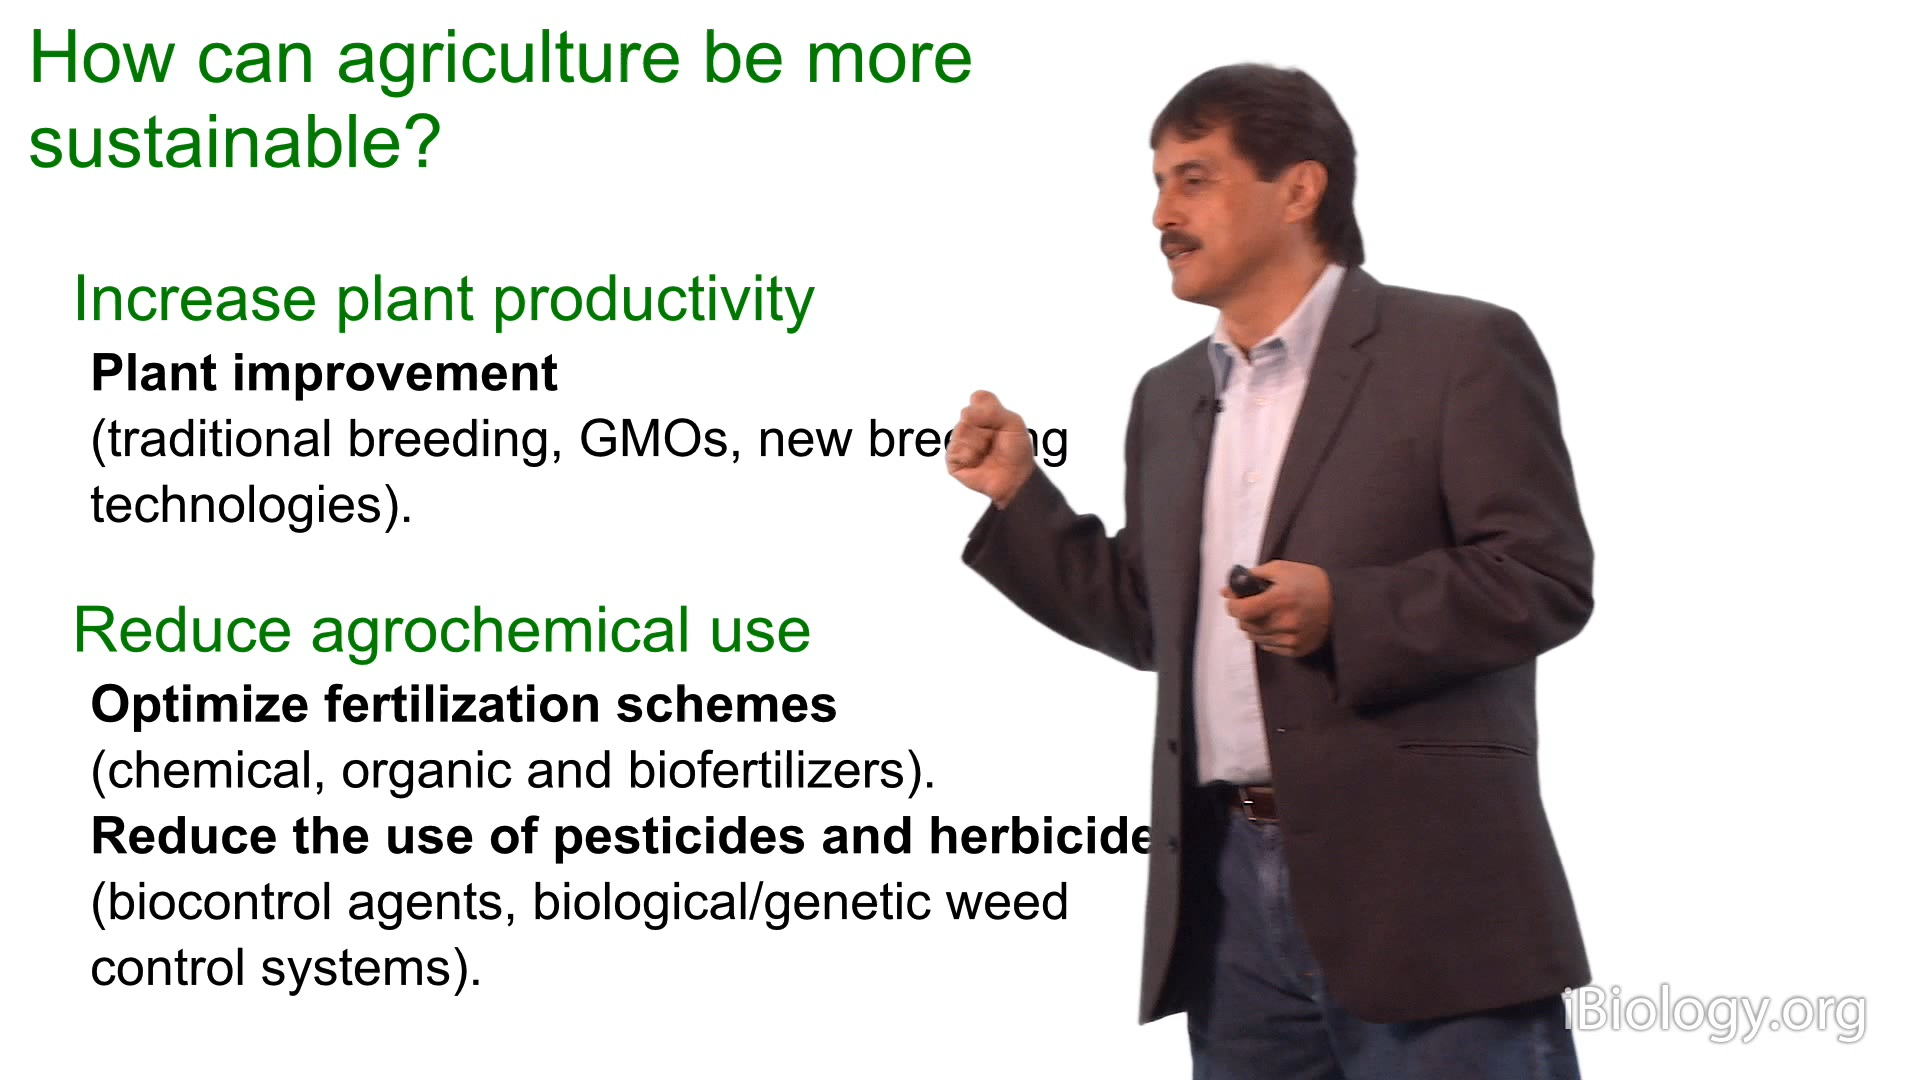 How can agriculture be more
sustainable?
Increase plant productivity
Plant improvement
(traditional breeding, GMOs, new
technologies).
Reduce agrochemical use
Optimize fertilization schemes
(chemical, organic and biofertilizers).
Reduce the use of pesticides and
(biocontrol agents, biological/genetic weed
control systems).
iBiology.org